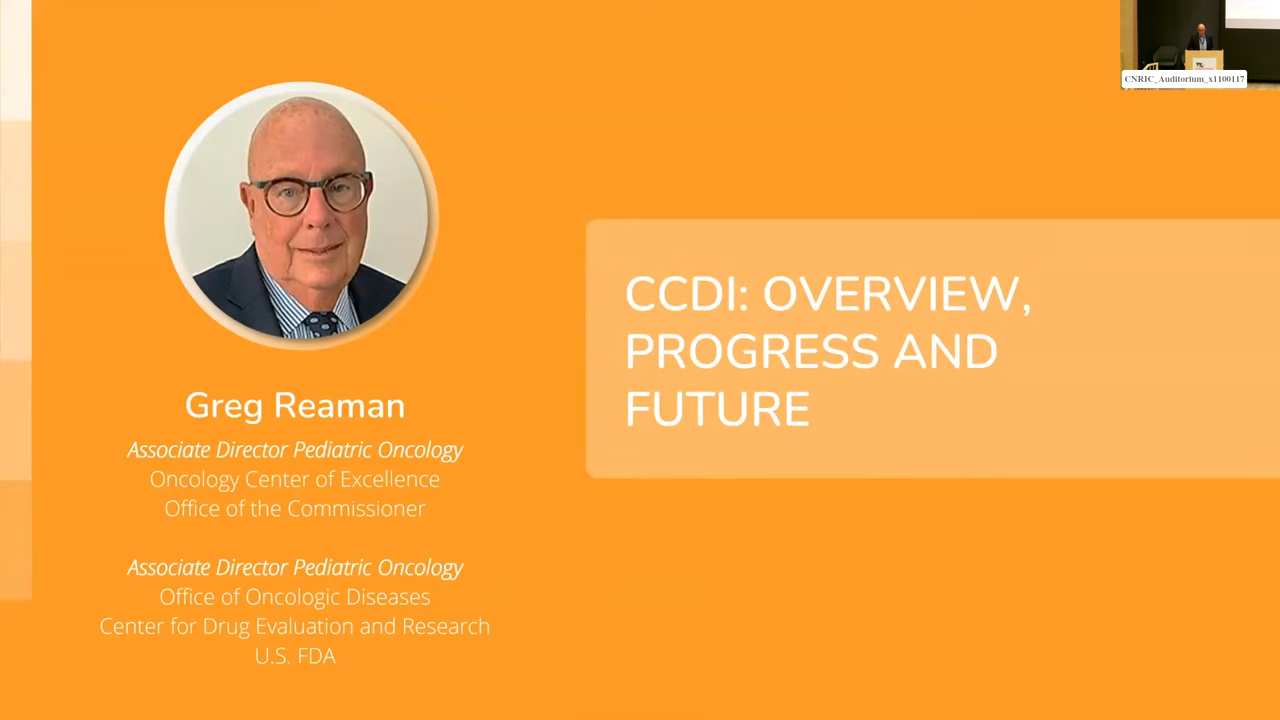 CNRIC_Auditorium_x1100117
CCDI: OVERVIEW,
PROGRESS AND
FUTURE
Greg Reaman
Associate Director Pediatric Oncology
Oncology Center of Excellence
Office of the Commissioner
Associate Director Pediatric Oncology
Office of Oncologic Diseases
Center for Drug Evaluation and Research
U.S. FDA